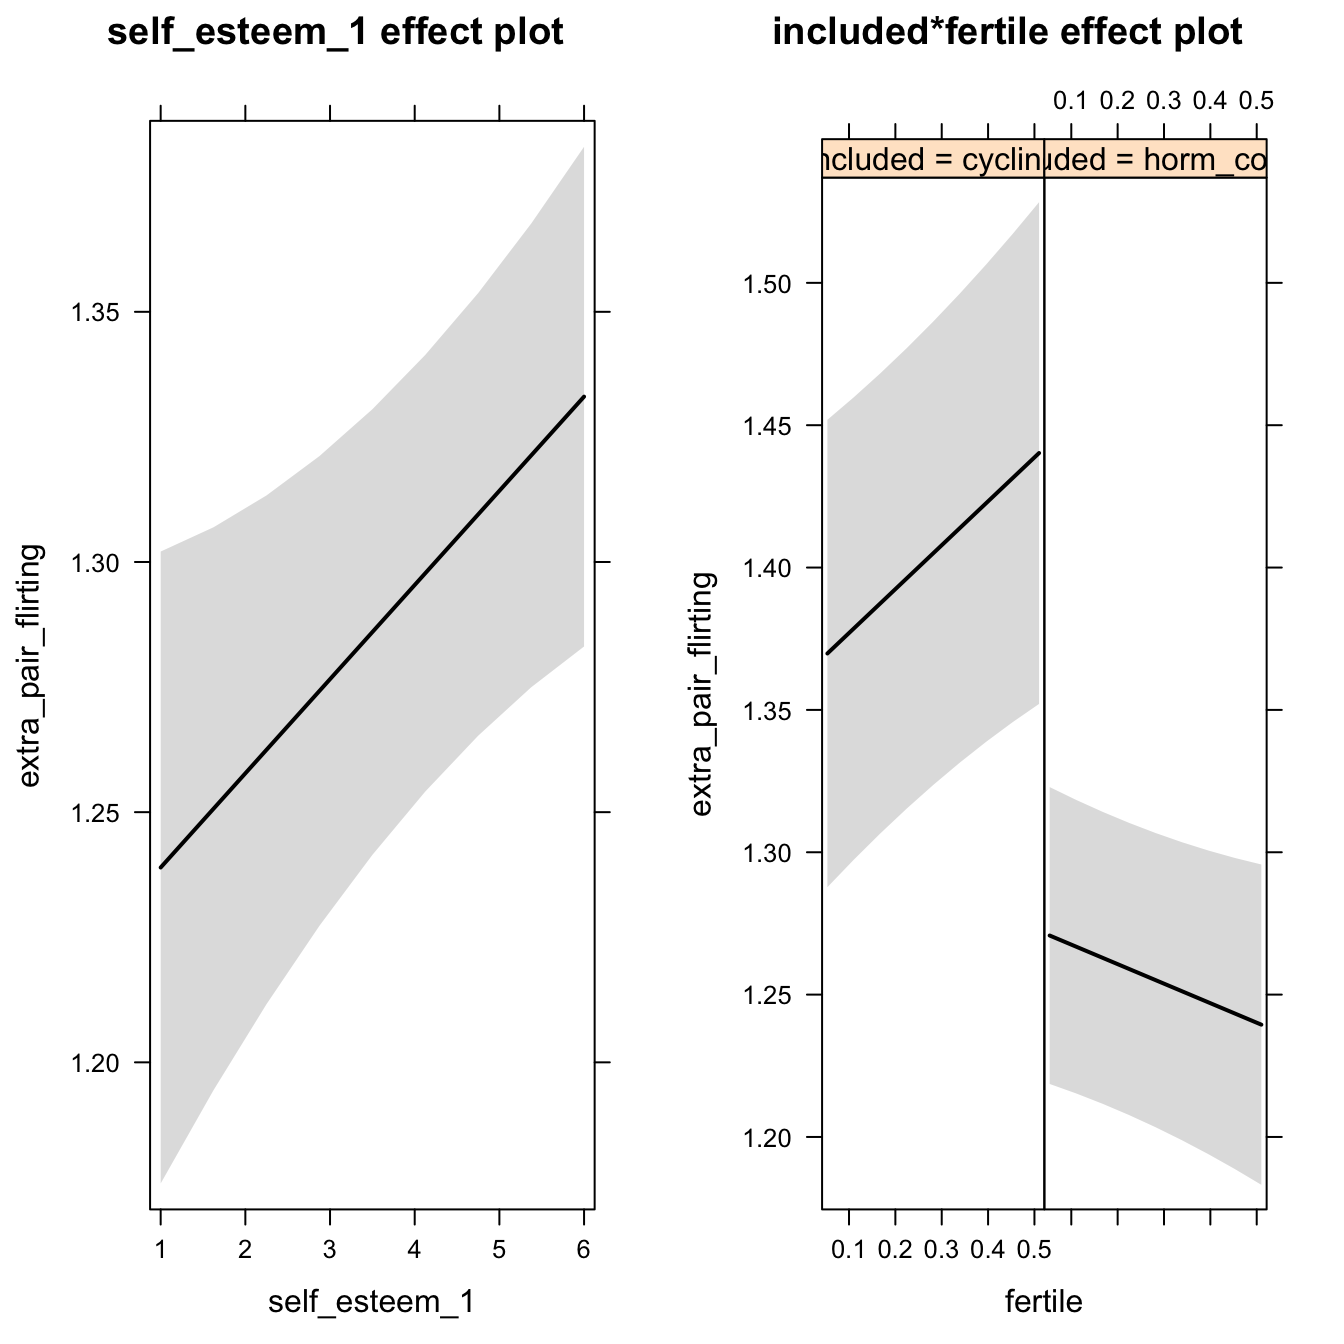 self_esteem_1 effect plot
extra_pair_flirting
1.35
1.30
1.25
1.20
1 2 3 4 5 6
self_esteem_1
included*fertile effect plot
0.1 0.2 0.3 0.4 0.5
ncluded = cyclin
uded = horm_co
extra_pair_flirting
1.50
1.45
1.40
1.35
1.30
1.25
1.20
0.1 0.2 0.3 0.4 0.5
fertile